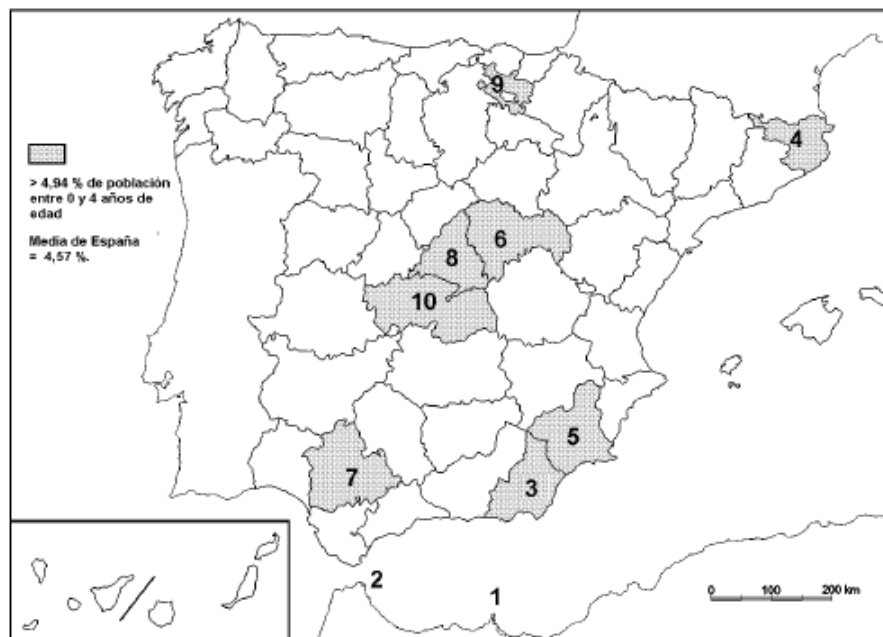 9
4
> 4,94 % de población
entre 0 y 4 años de
edad
Media de España
= 4,57 %.
6
8
10
5
7
3
2
1
0 100 200 km